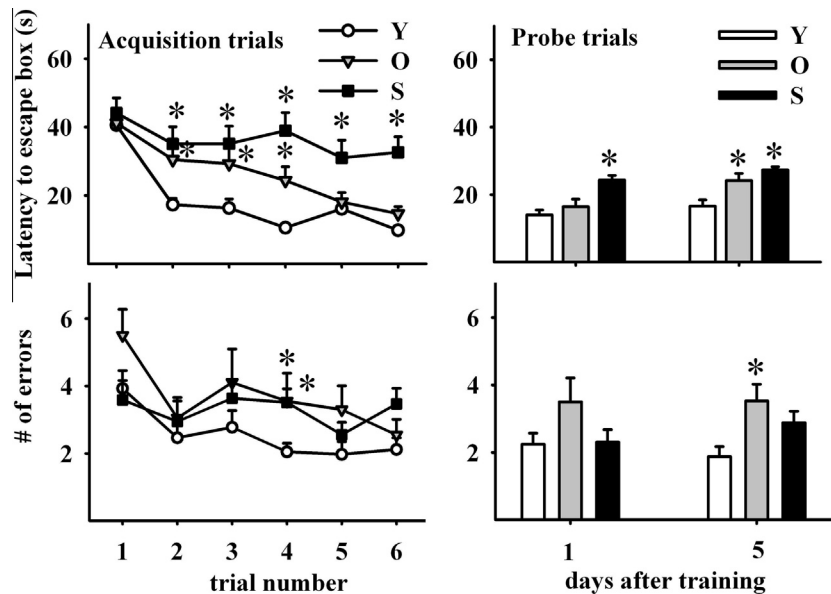 Latency to escape box (s)
60
40
20
Acquisition trials
Y
O
S
*
*
*
*
*
*
*
*
60
40
20
Probe trials
Y
O
S
*
*
*
# of errors
6
4
2
*
*
1 2 3 4 5 6
trial number
6
4
2
*
1 5
days after training